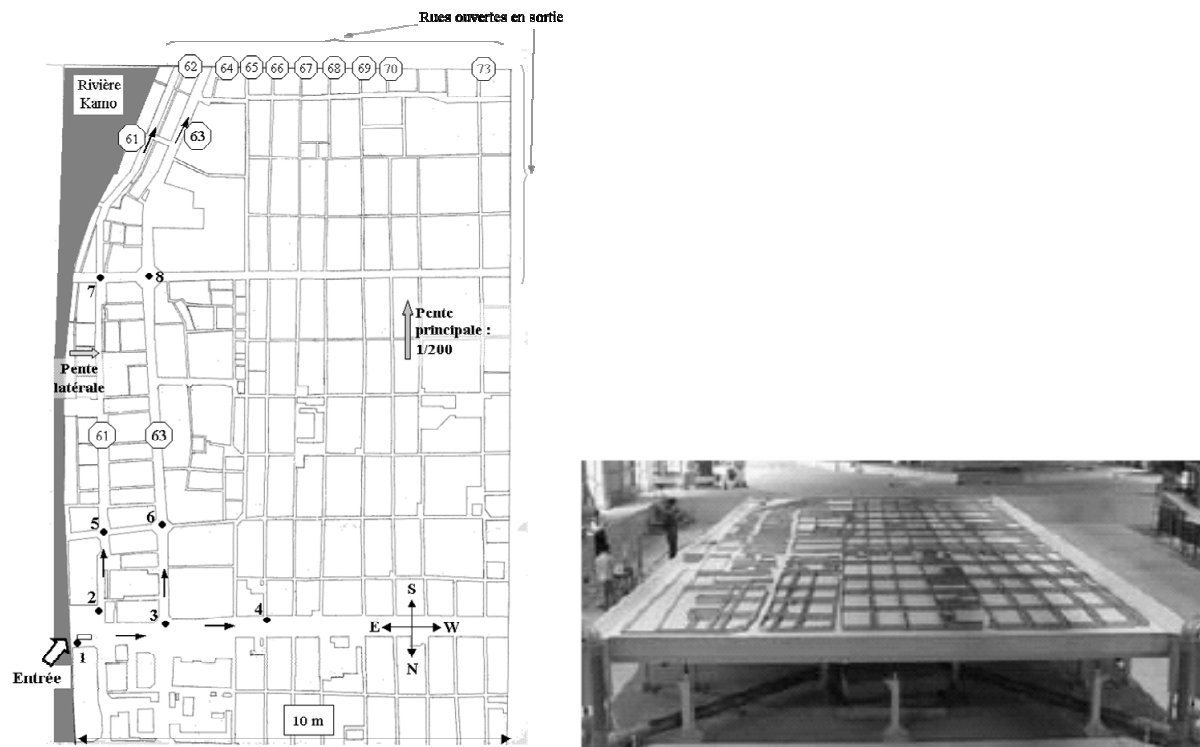 Rues ouvertes en sortie
62 64 65 66 67 68 69 70 73
Rivière
Kamo
61 63
7 8
Pente
principale :
1/200
Pente
latérale
61 63
5 6
2 3 4
S
E W
N
1
Entrée
10 m